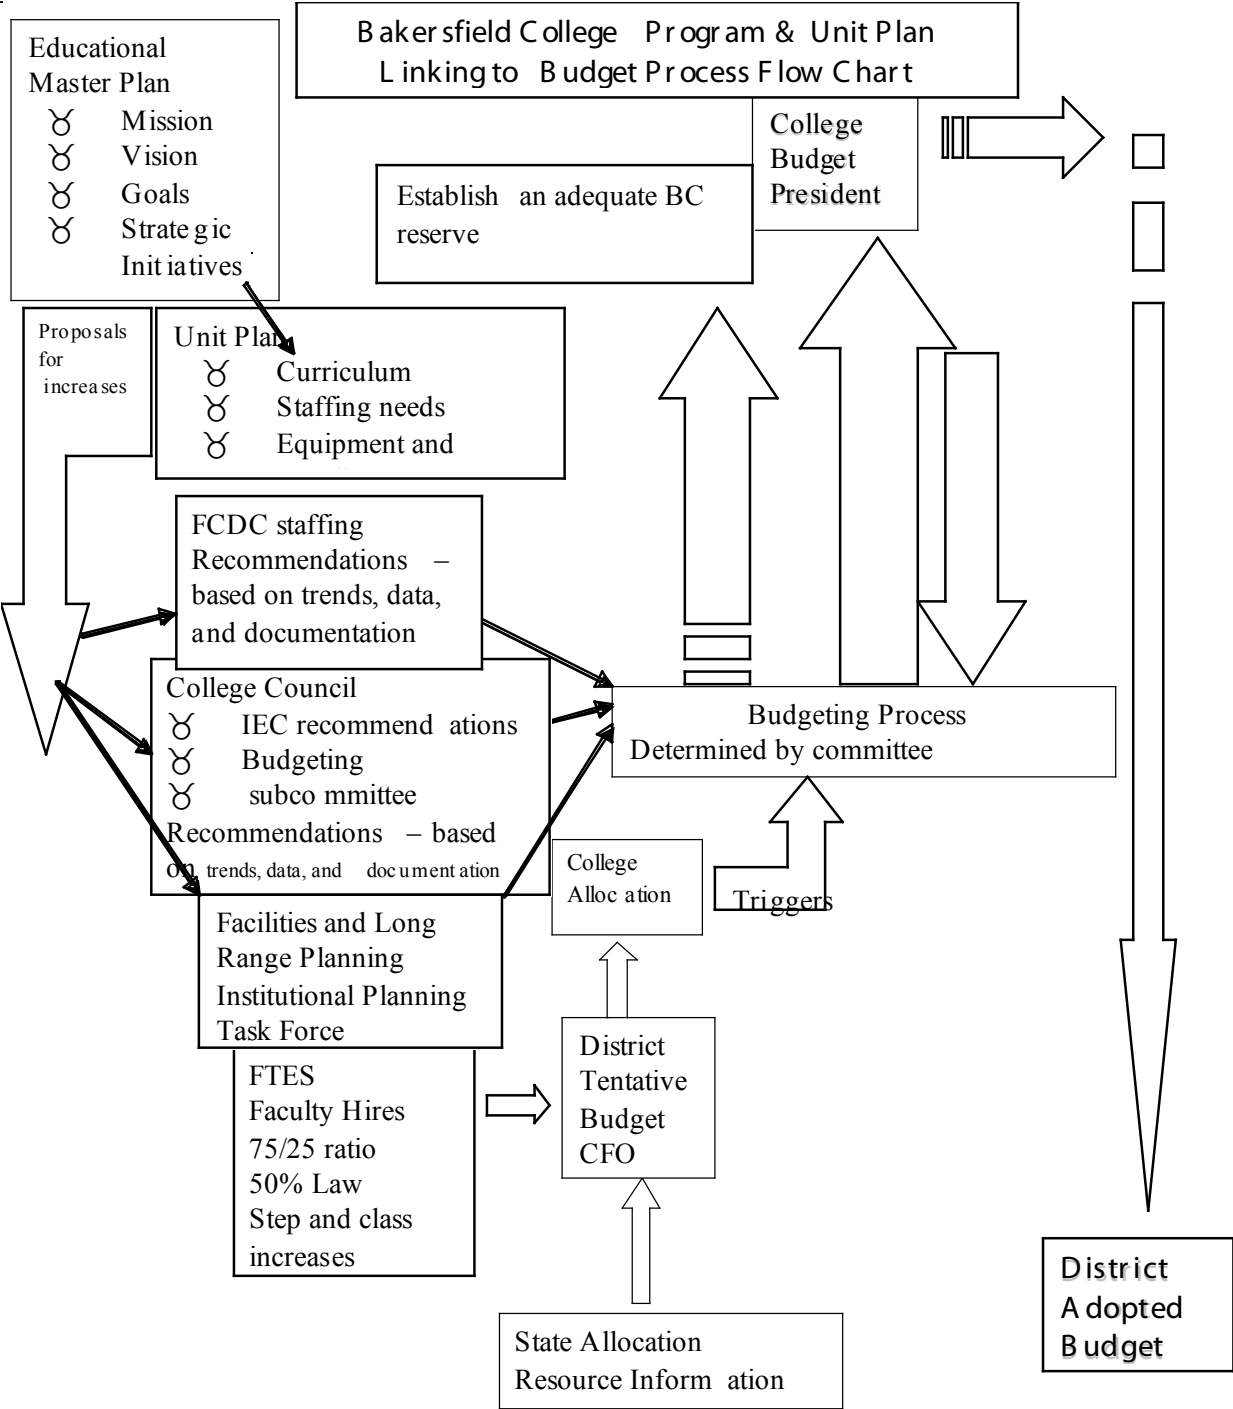 Bakersfield College Program & Unit Plan
Linking to Budget Process Flow Chart
Educational
Master Plan
Mission
Vision
Goals
Strategic
Initiatives
College
Budget
President
Establish an adequate BC
reserve
Proposals
for
increases
Unit Plan
Curriculum
Staffing needs
Equipment and
FCDC staffing
Recommendations –
based on trends, data,
and documentation
College Council
IEC recommendations
Budgeting
subcommittee
Recommendations – based
on trends, data, and documentation
Budgeting Process
Determined by committee
College
Allocation
Triggers
Facilities and Long
Range Planning
Institutional Planning
Task Force
FTES
Faculty Hires
75/25 ratio
50% Law
Step and class
increases
District
Tentative
Budget
CFO
State Allocation
Resource Information
District
Adopted
Budget